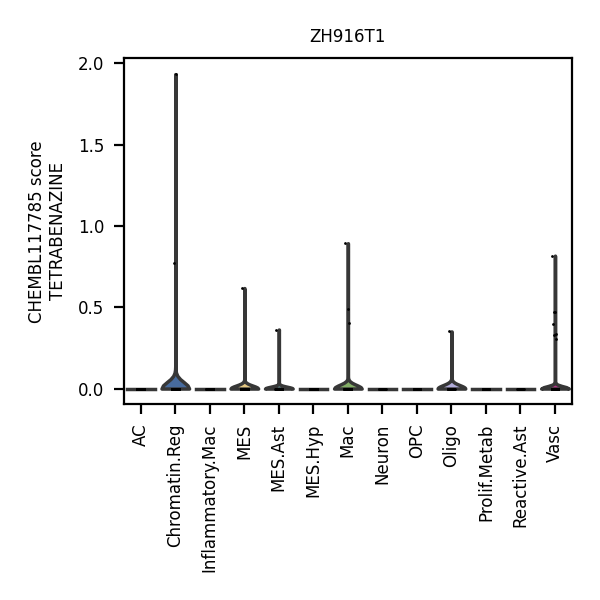 ZH916T1
CHEMBL117785 score
TETRABENAZINE
2.0
1.5
1.0
0.5
0.0
AC
Chromatin.Reg
Inflammatory.Mac
MES
MES.Ast
MES.Hyp
Mac
Neuron
OPC
Oligo
Prolif.Metab
Reactive.Ast
Vasc